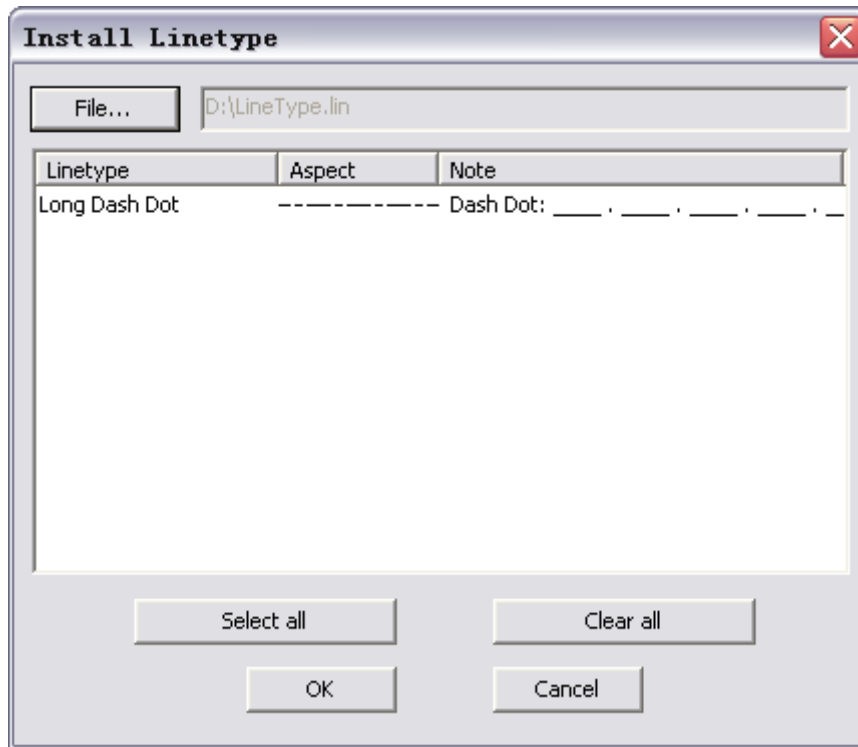 Install Linetype
File... D:\LineType.lin
Linetype Aspect Note
Long Dash Dot Dash Dot: ____ . ____ . ____ . ____ . __
Select all Clear all
OK Cancel